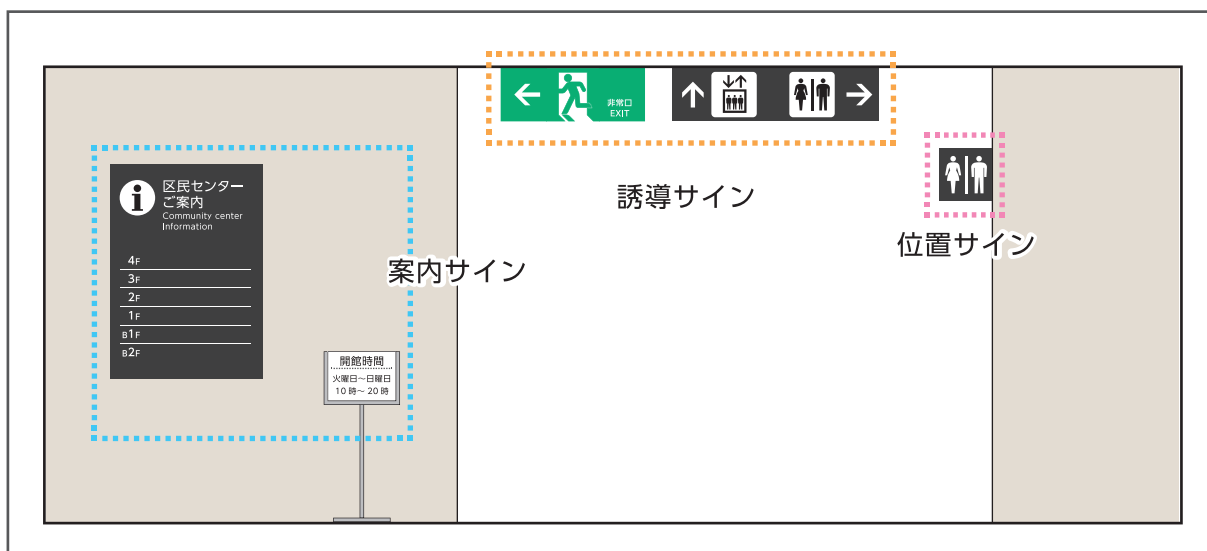 非常口
EXIT
誘導サイン
区民センター
ご案内
Community center
Information
4F
3F
2F
1F
B1F
B2F
案内サイン
開館時間
火曜日~日曜日
10時~20時
位置サイン